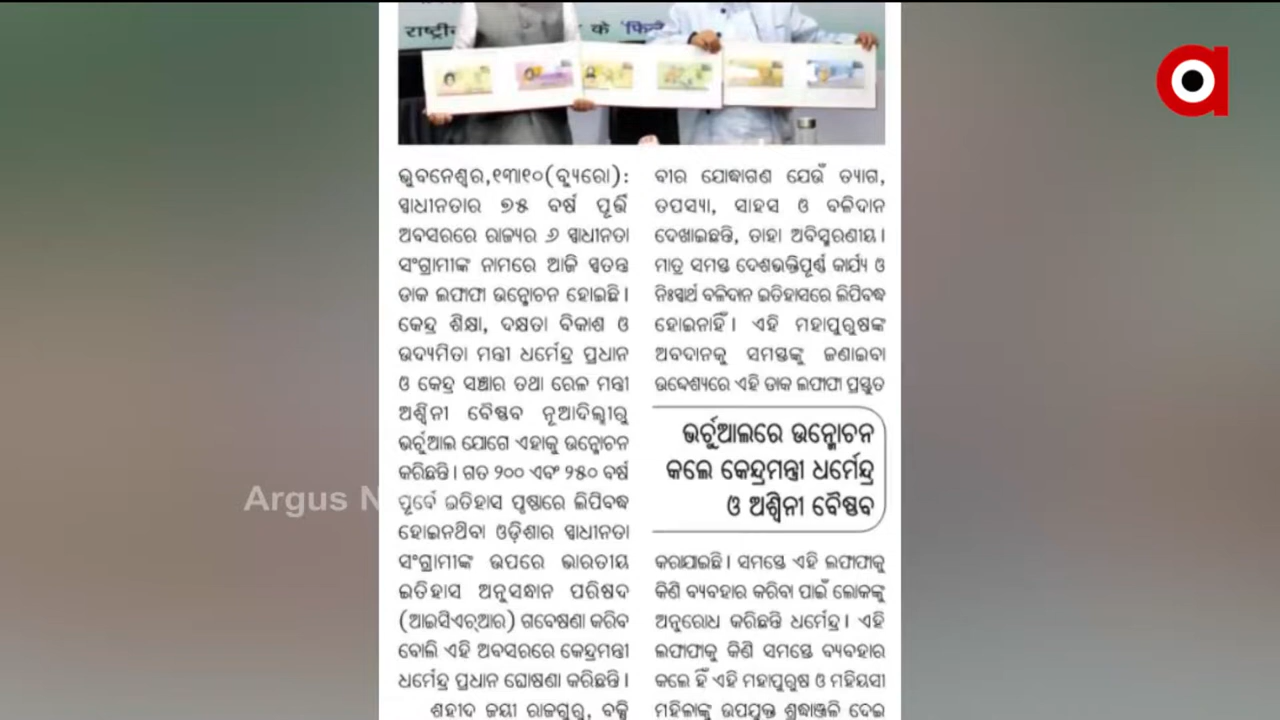 राष्ट्री
के 'फि
ଭୁବନେଶ୍ୱର,୧୩ା୧୦(ବ୍ୟୁରୋ):
ସ୍ୱାଧୀନତାର ୭୫ ବର୍ଷ ପୂର୍ତ୍ତି
ଅବସରରେ ରାଜ୍ୟର ୬ ସ୍ୱାଧୀନତା
ସଂଗ୍ରାମୀଙ୍କ ନାମରେ ଆଜି ସ୍ୱତନ୍ତ୍ର
ଡାକ ଲଫାଫା ଉନ୍ମୋଚନ ହୋଇଛି।
କେନ୍ଦ୍ର ଶିକ୍ଷା, ଦକ୍ଷତା ବିକାଶ ଓ
ଉଦ୍ୟମିତା ମନ୍ତ୍ରୀ ଧର୍ମେନ୍ଦ୍ର ପ୍ରଧାନ
ଓ କେନ୍ଦ୍ର ସଞ୍ଚାର ତଥା ରେଳ ମନ୍ତ୍ରୀ
ଅଶ୍ୱିନୀ ବୈଷ୍ଣବ ନୂଆଦିଲ୍ଲୀରୁ
ଭର୍ଚୁଆଲ ଯୋଗେ ଏହାକୁ ଉନ୍ମୋଚନ
କରିଛନ୍ତି। ଗତ ୨୦୦ ଏବଂ ୨୫୦ ବର୍ଷ
ପୂର୍ବେ ଇତିହାସ ପୃଷ୍ଠାରେ ଲିପିବଦ୍ଧ
ହୋଇନଥିବା ଓଡ଼ିଶାର ସ୍ୱାଧୀନତା
ସଂଗ୍ରାମୀଙ୍କ ଉପରେ ଭାରତୀୟ
ଇତିହାସ ଅନୁସନ୍ଧାନ ପରିଷଦ
(ଆଇସିଏଚ୍ଆର) ଗବେଷଣା କରିବ
ବୋଲି ଏହି ଅବସରରେ କେନ୍ଦ୍ରମନ୍ତ୍ରୀ
ଧର୍ମେନ୍ଦ୍ର ପ୍ରଧାନ ଘୋଷଣା କରିଛନ୍ତି।
ଶହୀଦ ଜୟୀ ରାଜଗୁରୁ, ବକ୍ସି
ବୀର ଯୋଦ୍ଧାଗଣ ଯେଉଁ ତ୍ୟାଗ,
ତପସ୍ୟା, ସାହସ ଓ ବଳିଦାନ
ଦେଖାଇଛନ୍ତି, ତାହା ଅବିସ୍ମରଣୀୟ।
ମାତ୍ର ସମସ୍ତ ଦେଶଭକ୍ତିପୂର୍ଣ୍ଣ କାର୍ଯ୍ୟ ଓ
ନିଃସ୍ୱାର୍ଥ ବଳିଦାନ ଇତିହାସରେ ଲିପିବଦ୍ଧ
ହୋଇନାହିଁ। ଏହି ମହାପୁରୁଷଙ୍କ
ଅବଦାନକୁ ସମସ୍ତଙ୍କୁ ଜଣାଇବା
ଉଦ୍ଦେଶ୍ୟରେ ଏହି ଡାକ ଲଫାଫା ପ୍ରସ୍ତୁତ
ଭର୍ଚୁଆଲରେ ଉନ୍ମୋଚନ
କଲେ କେନ୍ଦ୍ରମନ୍ତ୍ରୀ ଧର୍ମେନ୍ଦ୍ର
ଓ ଅଶ୍ୱିନୀ ବୈଷ୍ଣବ
କରାଯାଇଛି। ସମସ୍ତେ ଏହି ଲଫାଫାକୁ
କିଣି ବ୍ୟବହାର କରିବା ପାଇଁ ଲୋକଙ୍କୁ
ଅନୁରୋଧ କରିଛନ୍ତି ଧର୍ମେନ୍ଦ୍ର। ଏହି
ଲଫାଫାକୁ କିଣି ସମସ୍ତେ ବ୍ୟବହାର
କଲେ ହିଁ ଏହି ମହାପୁରୁଷ ଓ ମହିୟସୀ
ମହିଳାଙ୍କୁ ଉପଯୁକ୍ତ ଶ୍ରଦ୍ଧାଞ୍ଜଳି ଦେଇ
Argus N